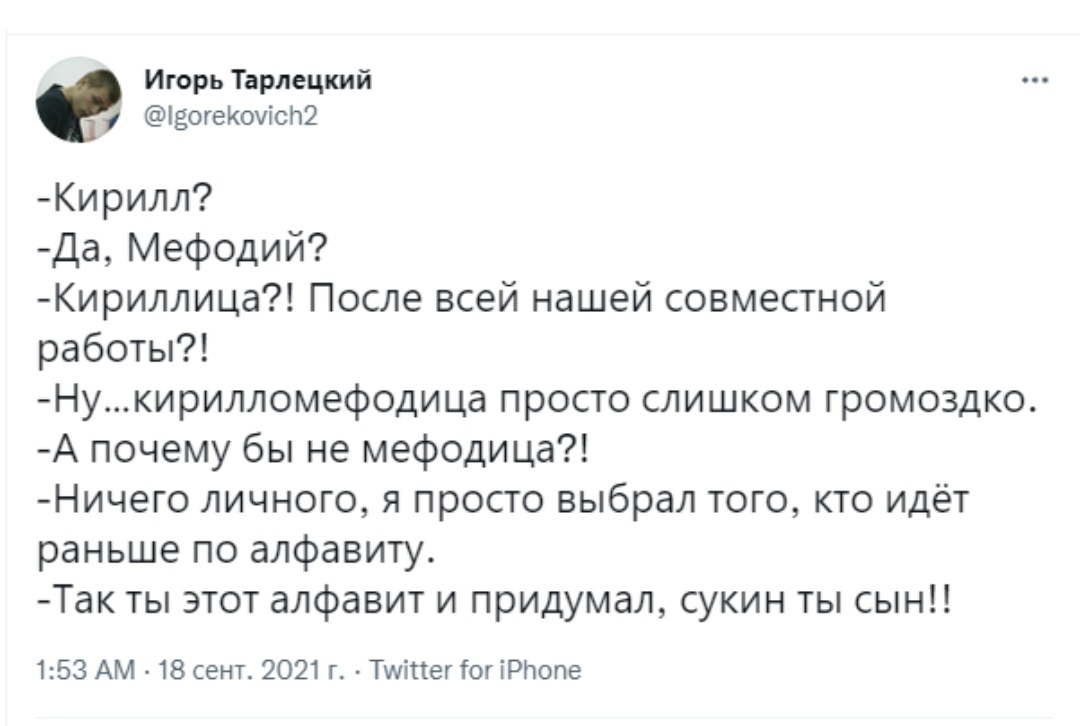 Игорь Тарлецкий
@Igorekovich2
-Кирилл?
-Да, Мефодий?
-Кириллица?! После всей нашей совместной
работы?!
-Ну...кирилломефодица просто слишком громоздко.
-А почему бы не мефодица?!
-Ничего личного, я просто выбрал того, кто идёт
раньше по алфавиту.
-Так ты этот алфавит и придумал, сукин ты сын!!
1:53 AM · 18 сент. 2021 г. · Twitter for iPhone